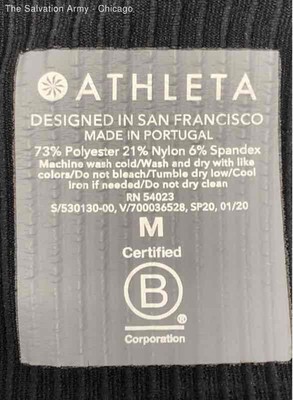 The Salvation Army - Chicago
ATHLETA
DESIGNED IN SAN FRANCISCO
MADE IN PORTUGAL
73% Polyester 21% Nylon 6% Spandex
Machine wash cold/Wash and dry with like
colors/Do not bleach/Tumble dry low/Cool
Iron if needed/Do not dry clean
RN 54023
S/530130-00, V/700036528, SP20, 01/20
M
Certified
B
Corporation